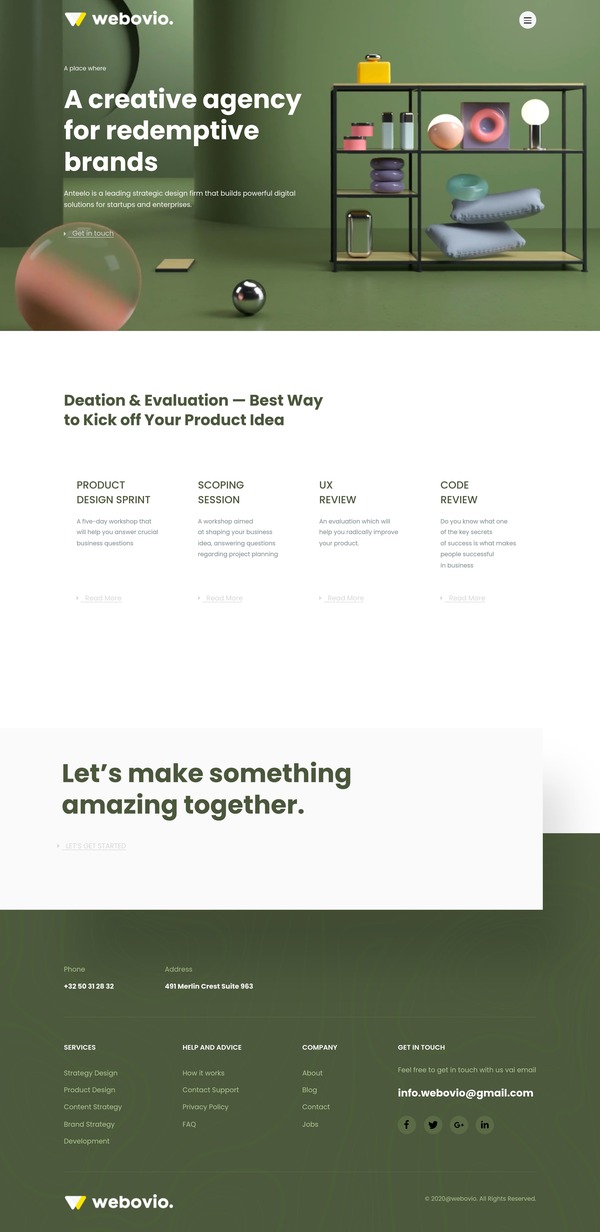 webovio.
A place where
A creative agency
for redemptive
brands
Anteelo is a leading strategic design firm that builds powerful digital
solutions for startups and enterprises.
Get in touch
Deation & Evaluation — Best Way
to Kick off Your Product Idea
PRODUCT
DESIGN SPRINT
A five-day workshop that
will help you answer crucial
business questions
Read More
SCOPING
SESSION
A workshop aimed
at shaping your business
idea, answering questions
regarding project planning
Read More
UX
REVIEW
An evaluation which will
help you radically improve
your product.
Read More
CODE
REVIEW
Do you know what one
of the key secrets
of success is what makes
people successful
in business
Read More
Let's make something
amazing together.
LET'S GET STARTED
Phone
+32 50 31 28 32
Address
491 Merlin Crest Suite 963
SERVICES
Strategy Design
Product Design
Content Strategy
Brand Strategy
Development
HELP AND ADVICE
How it works
Contact Support
Privacy Policy
FAQ
COMPANY
About
Blog
Contact
Jobs
GET IN TOUCH
Feel free to get in touch with us vai email
info.webovio@gmail.com
webovio.
© 2020@webovio. All Rights Reserved.